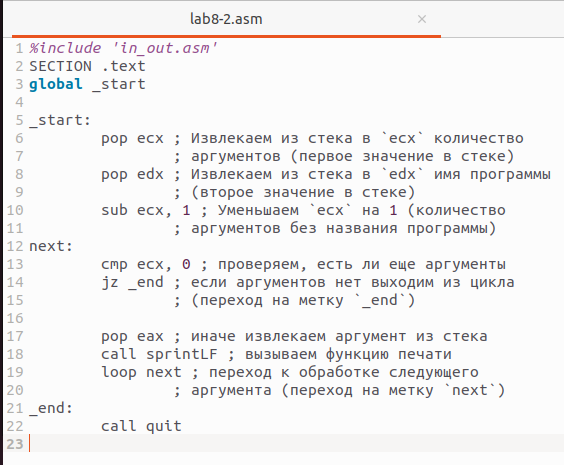 lab8-2.asm ×
1 %include 'in_out.asm'
2 SECTION .text
3 global _start
4
5 _start:
6 pop ecx ; Извлекаем из стека в `ecx` количество
7 ; аргументов (первое значение в стеке)
8 pop edx ; Извлекаем из стека в `edx` имя программы
9 ; (второе значение в стеке)
10 sub ecx, 1 ; Уменьшаем `ecx` на 1 (количество
11 ; аргументов без названия программы)
12 next:
13 cmp ecx, 0 ; проверяем, есть ли еще аргументы
14 jz _end ; если аргументов нет выходим из цикла
15 ; (переход на метку `_end`)
16
17 pop eax ; иначе извлекаем аргумент из стека
18 call sprintLF ; вызываем функцию печати
19 loop next ; переход к обработке следующего
20 ; аргумента (переход на метку `next`)
21 _end:
22 call quit
23